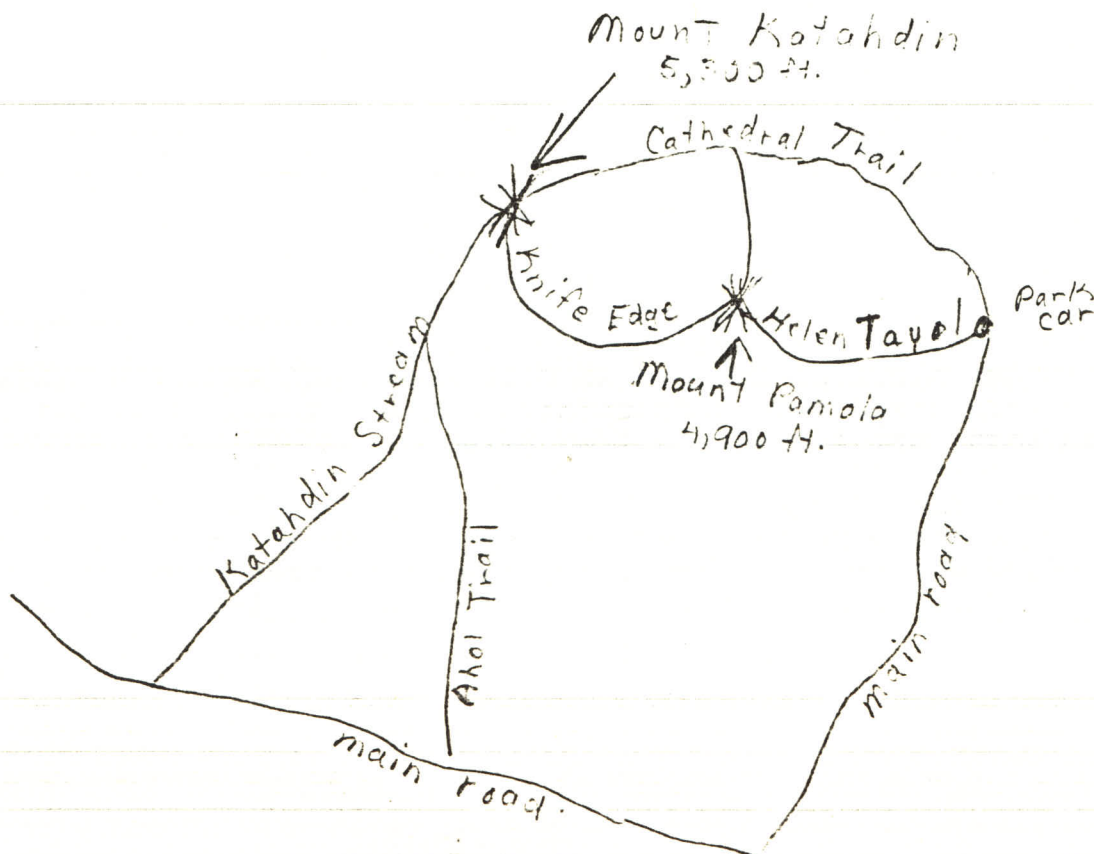 Mount Katahdin
5,300 ft.
Cathedral Trail
Knife Edge
Helen Taylo
Park
car
Mount Pamola
4,900 ft.
Katahdin Stream
Ahol Trail
main road
main road.